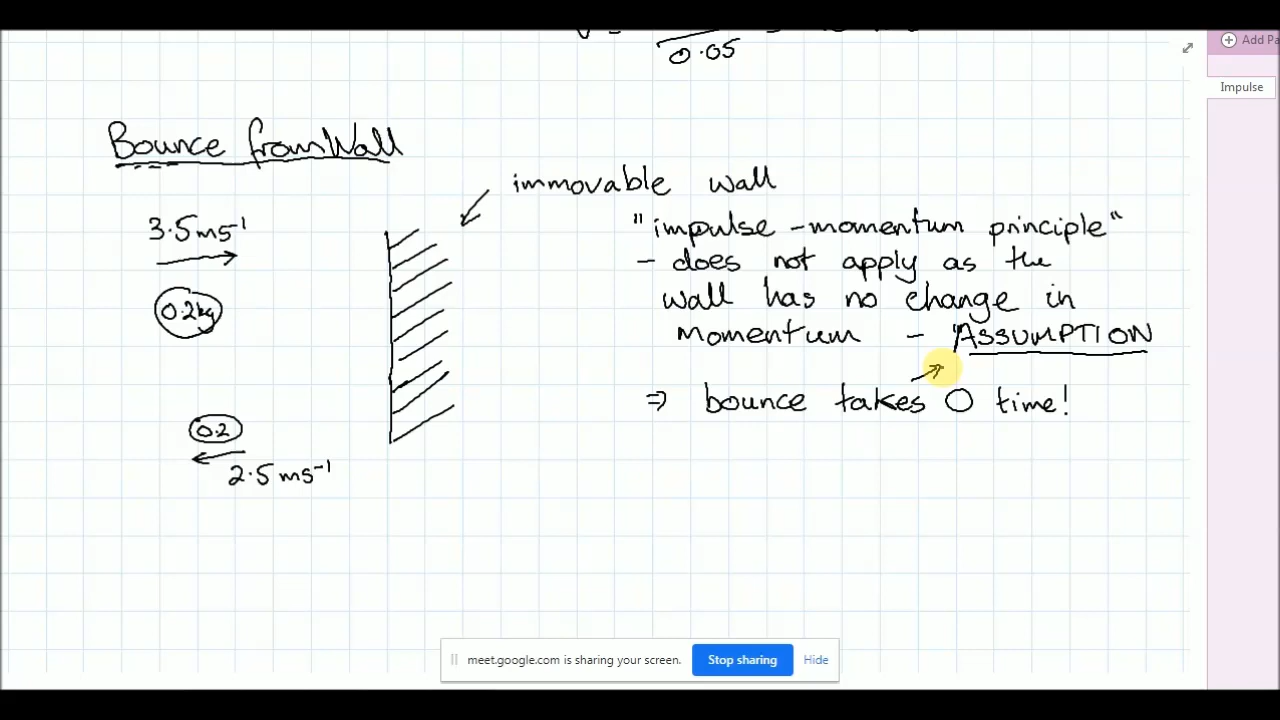 0.05
Add Pa
Impulse
Bounce from Wall
immovable wall
3.5ms⁻¹
"impulse - momentum principle"
- does not apply as the
0.2kg
wall has no change in
momentum - "ASSUMPTION
⇒ bounce takes 0 time!
0.2
2.5ms⁻¹
meet.google.com is sharing your screen.
Stop sharing
Hide